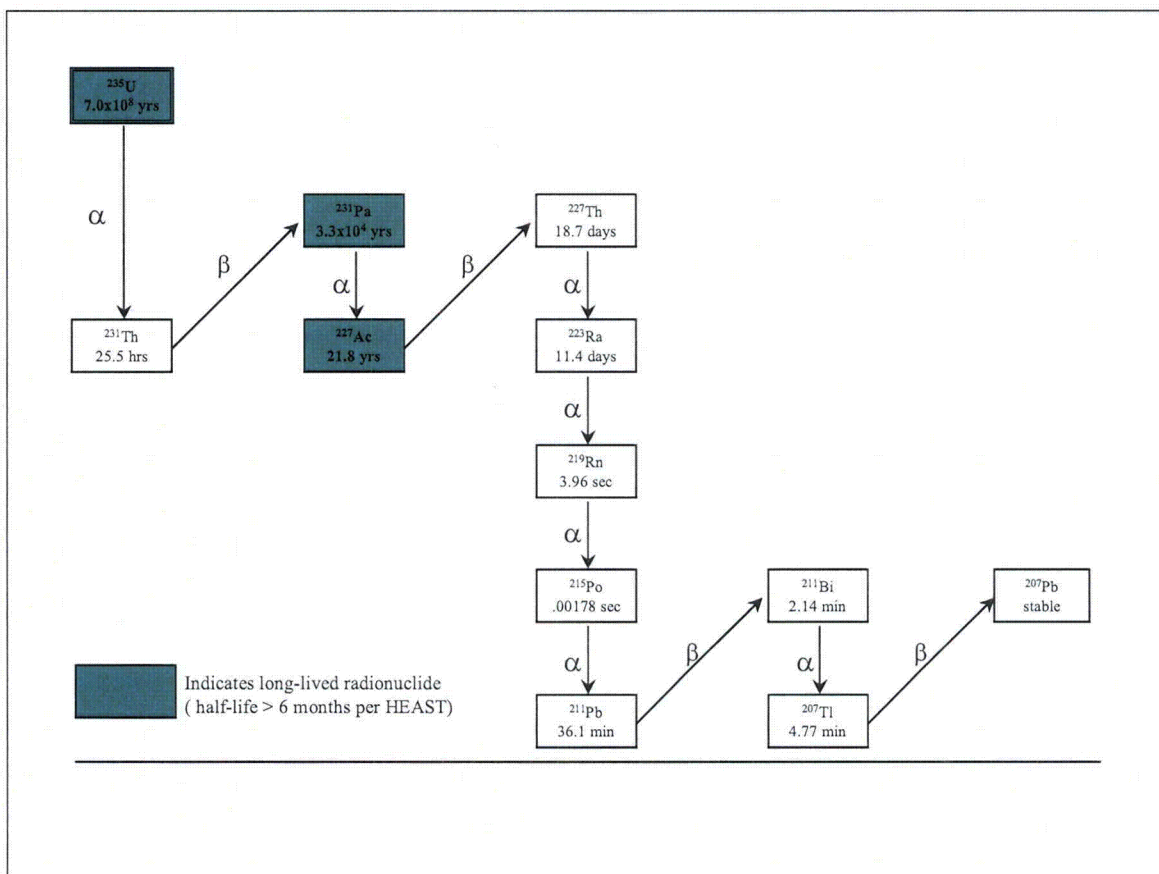 ²³⁵U
7.0x10⁸ yrs
α
²³¹Th
25.5 hrs
β
²³¹Pa
3.3x10⁴ yrs
α
²²⁷Ac
21.8 yrs
β
²²⁷Th
18.7 days
α
²²³Ra
11.4 days
α
²¹⁹Rn
3.96 sec
α
²¹⁵Po
.00178 sec
α
²¹¹Pb
36.1 min
β
²¹¹Bi
2.14 min
α
²⁰⁷Tl
4.77 min
β
²⁰⁷Pb
stable
Indicates long-lived radionuclide
( half-life > 6 months per HEAST)